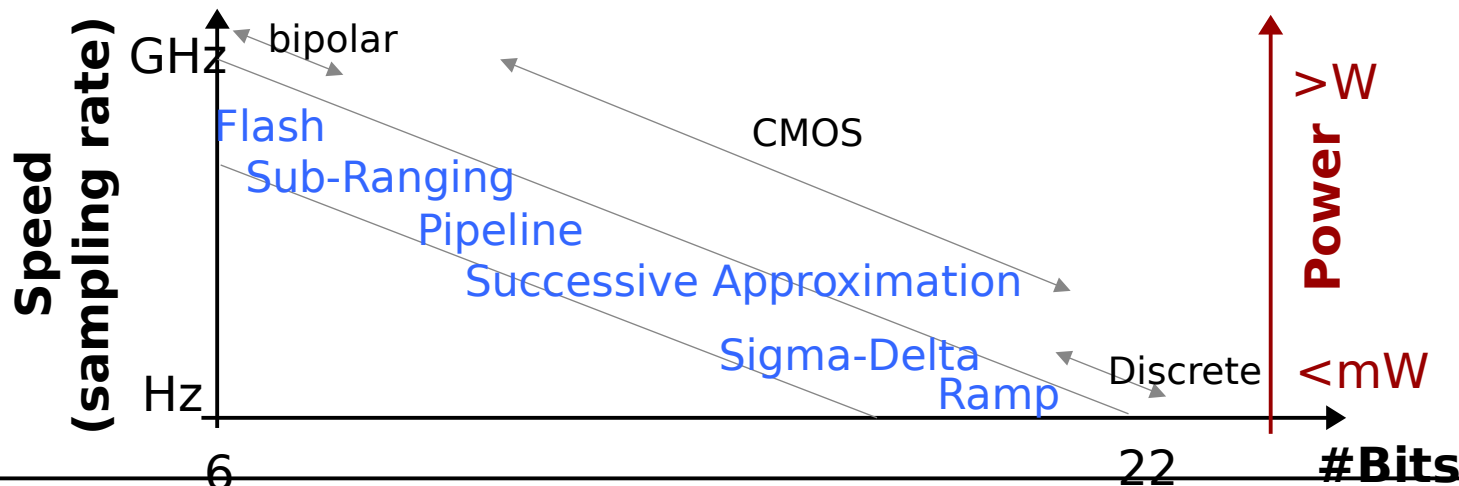 Speed
(sampling rate)
GHz
bipolar
>W
CMOS
Flash
Sub-Ranging
Power
Pipeline
Successive Approximation
Sigma-Delta
Discrete
<mW
Hz
Ramp
6
22
#Bits